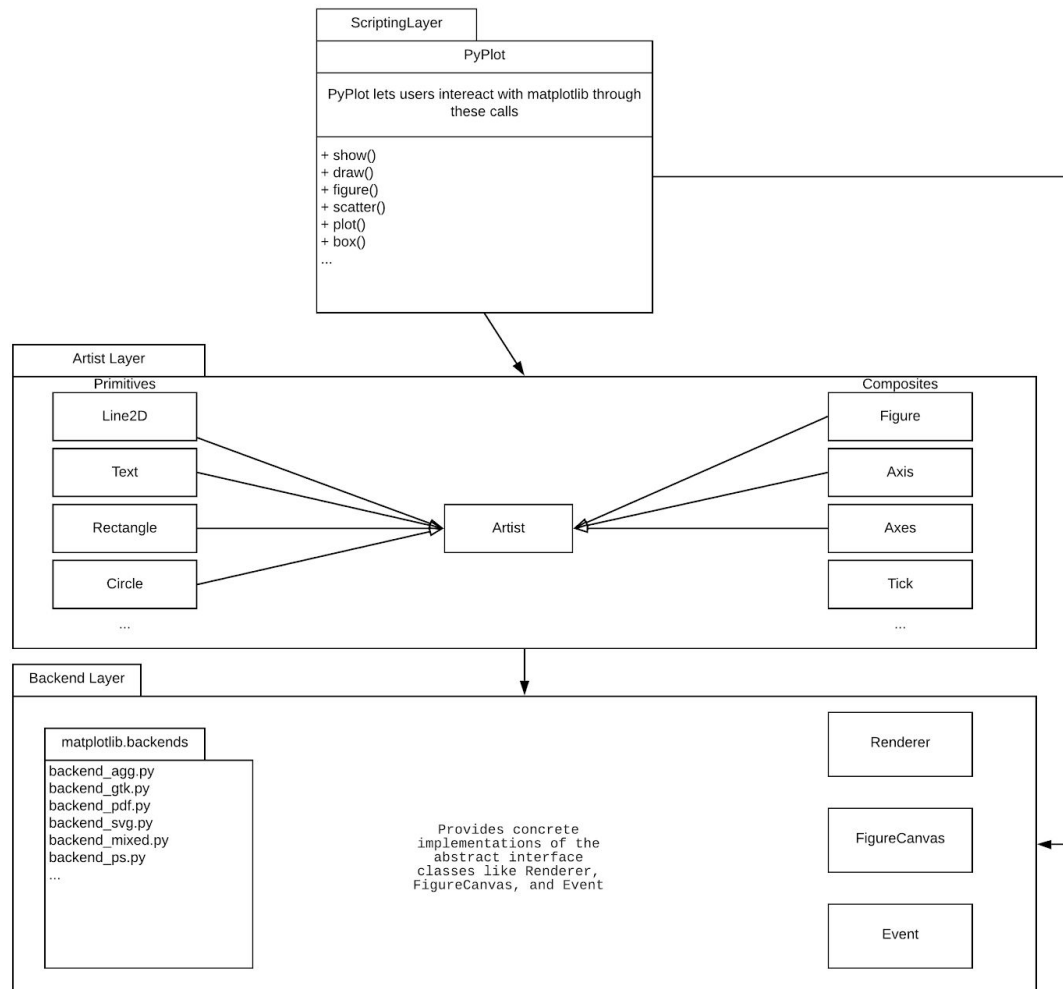 ScriptingLayer
PyPlot
PyPlot lets users intereact with matplotlib through
these calls
+ show()
+ draw()
+ figure()
+ scatter()
+ plot()
+ box()
...
Artist Layer
Primitives
Line2D
Text
Rectangle
Circle
...
Artist
Composites
Figure
Axis
Axes
Tick
...
Backend Layer
matplotlib.backends
backend_agg.py
backend_gtk.py
backend_pdf.py
backend_svg.py
backend_mixed.py
backend_ps.py
...
Provides concrete
implementations of the
abstract interface
classes like Renderer,
FigureCanvas, and Event
Renderer
FigureCanvas
Event